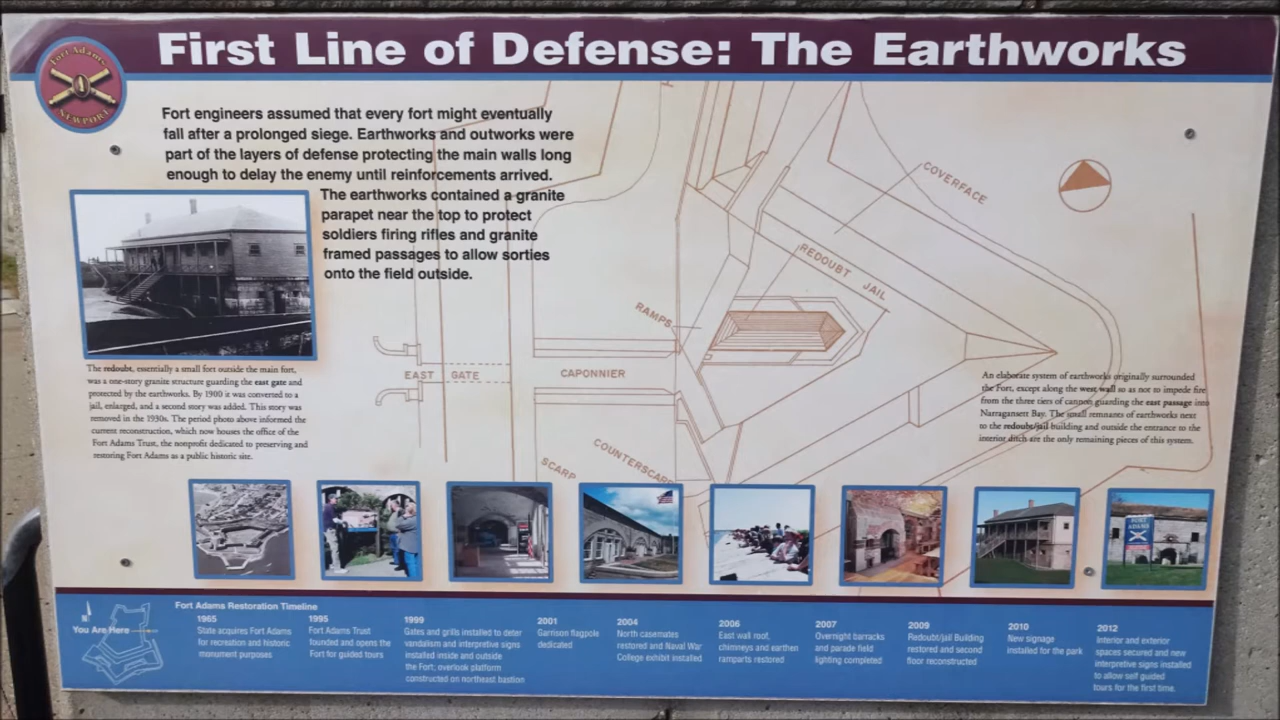 First Line of Defense: The Earthworks
Fort Adams
NEWPORT
Fort engineers assumed that every fort might eventually
fall after a prolonged siege. Earthworks and outworks were
part of the layers of defense protecting the main walls long
enough to delay the enemy until reinforcements arrived.
The earthworks contained a granite
parapet near the top to protect
soldiers firing rifles and granite
framed passages to allow sorties
onto the field outside.
COVERFACE
REDOUBT JAIL
RAMPS
EAST GATE
CAPONNIER
COUNTERSCARP
SCARP
The redoubt, essentially a small fort outside the main fort,
was a one-story granite structure guarding the east gate and
protected by the earthworks. By 1900 it was converted to a
jail, enlarged, and a second story was added. This story was
removed in the 1930s. The period photo above informed the
current reconstruction, which now houses the office of the
Fort Adams Trust, the nonprofit dedicated to preserving and
restoring Fort Adams as a public historic site.
An elaborate system of earthworks originally surrounded
the Fort, except along the west wall so as not to impede fire
from the three tiers of cannon guarding the east passage into
Narragansett Bay. The small remnants of earthworks next
to the redoubt/jail building and outside the entrance to the
interior ditch are the only remaining pieces of this system.
FORT
ADAMS
N
You Are Here
Fort Adams Restoration Timeline
1965
State acquires Fort Adams
for recreation and historic
monument purposes
1995
Fort Adams Trust
founded and opens the
Fort for guided tours
1999
Gates and grills installed to deter
vandalism and interpretive signs
installed inside and outside
the Fort; overlook platform
constructed on northeast bastion
2001
Garrison flagpole
dedicated
2004
North casemates
restored and Naval War
College exhibit installed
2006
East wall roof,
chimneys and earthen
ramparts restored
2007
Overnight barracks
and parade field
lighting completed
2009
Redoubt/jail Building
restored and second
floor reconstructed
2010
New signage
installed for the park
2012
Interior and exterior
spaces secured and new
interpretive signs installed
to allow self guided
tours for the first time.